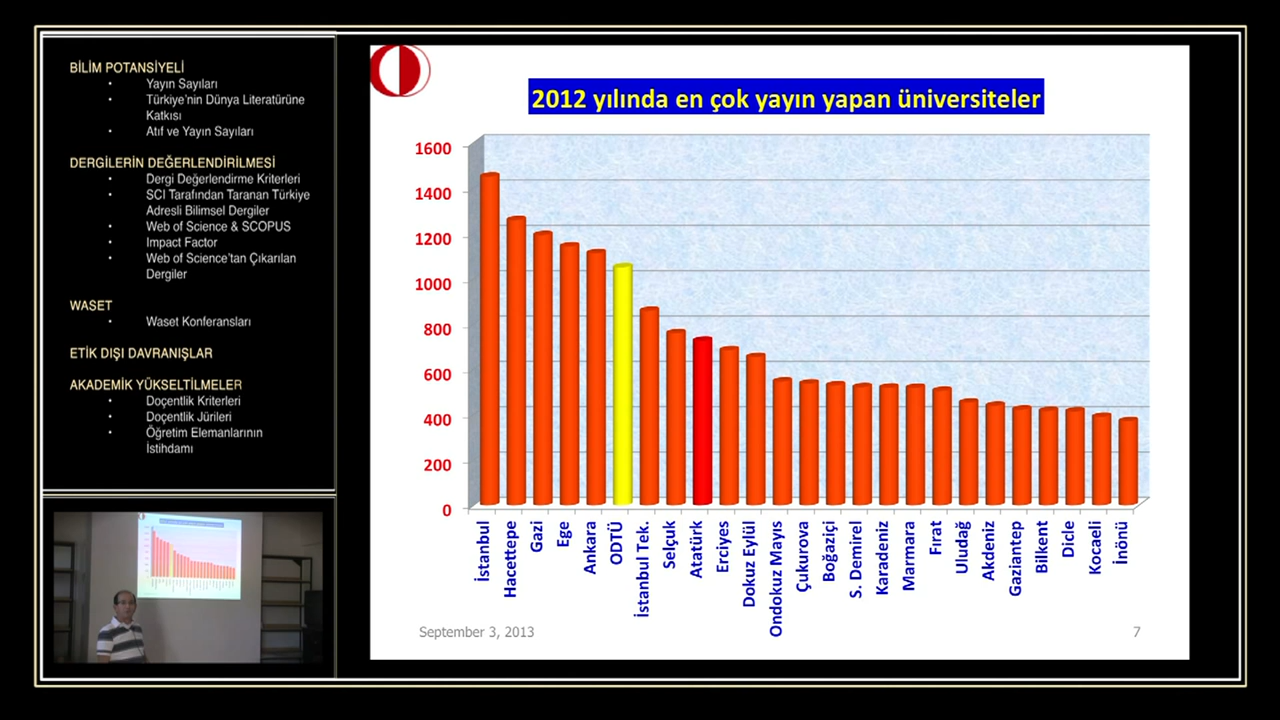 BİLİM POTANSİYELİ
• Yayın Sayıları
• Türkiye'nin Dünya Literatürüne
Katkısı
• Atıf ve Yayın Sayıları
DERGİLERİN DEĞERLENDİRİLMESİ
• Dergi Değerlendirme Kriterleri
• SCI Tarafından Taranan Türkiye
Adresli Bilimsel Dergiler
• Web of Science & SCOPUS
• Impact Factor
• Web of Science'tan Çıkarılan
Dergiler
WASET
• Waset Konferansları
ETİK DIŞI DAVRANIŞLAR
AKADEMİK YÜKSELTİLMELER
• Doçentlik Kriterleri
• Doçentlik Jürileri
• Öğretim Elemanlarının
İstihdamı
2012 yılında en çok yayın yapan üniversiteler
1600
1400
1200
1000
800
600
400
200
0
İstanbul
Hacettepe
Gazi
Ege
Ankara
ODTÜ
İstanbul Tek.
Selçuk
Atatürk
Erciyes
Dokuz Eylül
Ondokuz Mayıs
Çukurova
Boğaziçi
S. Demirel
Karadeniz
Marmara
Fırat
Uludağ
Akdeniz
Gaziantep
Bilkent
Dicle
Kocaeli
İnönü
September 3, 2013
7